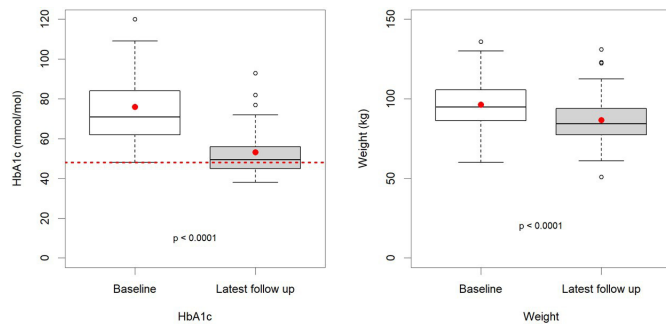 HbA1c (mmol/mol)
120
100
80
60
40
20
0
p < 0.0001
Baseline
Latest follow up
HbA1c
Weight (kg)
150
100
50
0
p < 0.0001
Baseline
Latest follow up
Weight